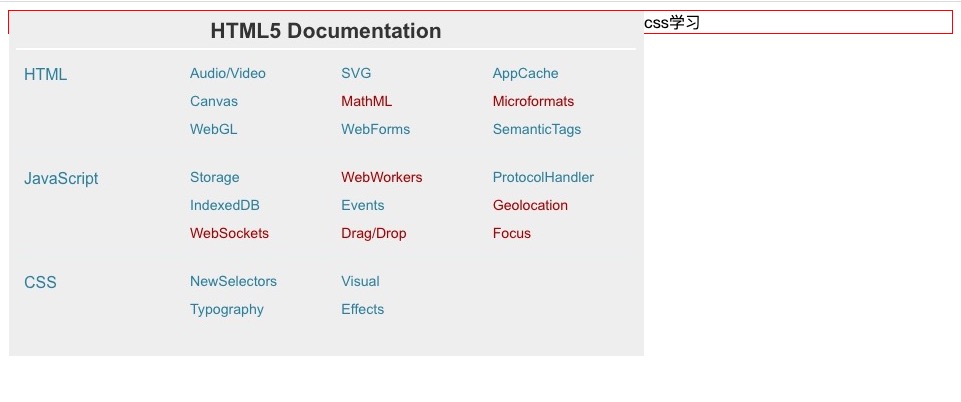 HTML5 Documentation css学习
HTML Audio/Video SVG AppCache
Canvas MathML Microformats
WebGL WebForms SemanticTags
JavaScript Storage WebWorkers ProtocolHandler
IndexedDB Events Geolocation
WebSockets Drag/Drop Focus
CSS NewSelectors Visual
Typography Effects